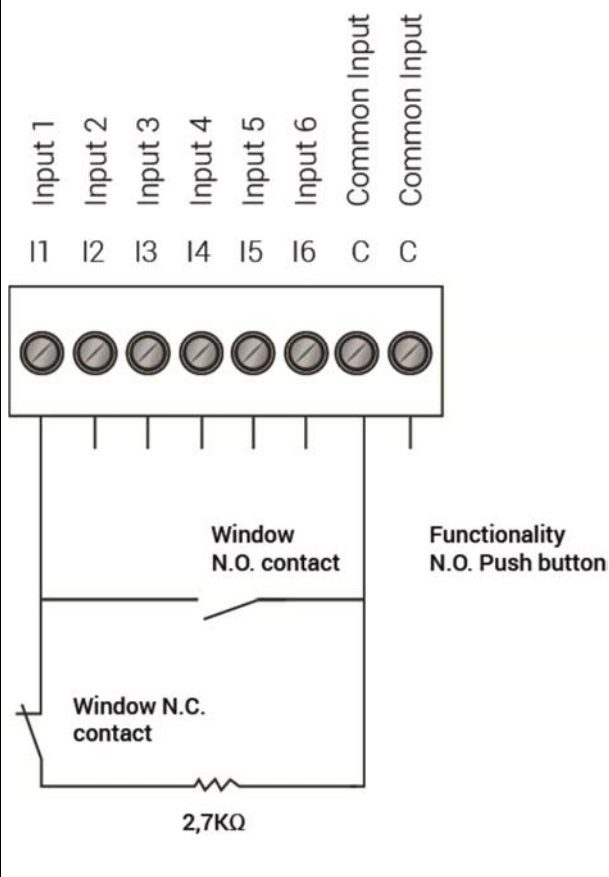 Input 1
Input 2
Input 3
Input 4
Input 5
Input 6
Common Input
Common Input
I1 I2 I3 I4 I5 I6 C C
Window
N.O. contact
Functionality
N.O. Push button
Window N.C.
contact
2,7KΩ